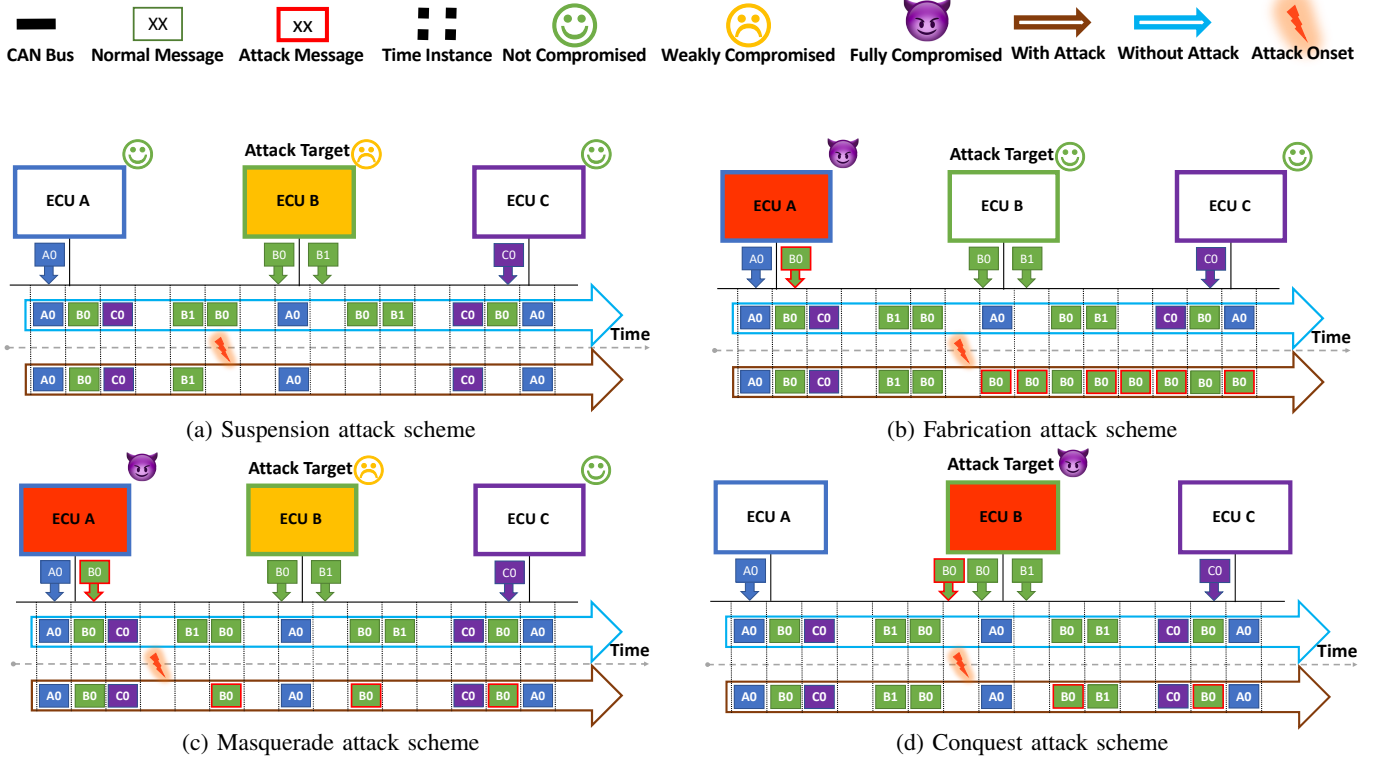 XX XX
CAN Bus Normal Message Attack Message Time Instance Not Compromised Weakly Compromised Fully Compromised With Attack Without Attack Attack Onset
Attack Target
ECU A ECU B ECU C
A0 B0 B1 C0
A0 B0 C0 B1 B0 A0 B0 B1 C0 B0 A0
Time
A0 B0 C0 B1 A0 C0 A0
(a) Suspension attack scheme
Attack Target
ECU A ECU B ECU C
A0 B0 B0 B1 C0
A0 B0 C0 B1 B0 A0 B0 B1 C0 B0 A0
Time
A0 B0 C0 B1 B0 B0 B0 B0 B0 B0 B0 B0 B0
(b) Fabrication attack scheme
Attack Target
ECU A ECU B ECU C
A0 B0 B0 B1 C0
A0 B0 C0 B1 B0 A0 B0 B1 C0 B0 A0
Time
A0 B0 C0 B0 A0 B0 C0 B0 A0
(c) Masquerade attack scheme
Attack Target
ECU A ECU B ECU C
A0 B0 B0 B1 C0
A0 B0 C0 B1 B0 A0 B0 B1 C0 B0 A0
Time
A0 B0 C0 B1 B0 A0 B0 B1 C0 B0 A0
(d) Conquest attack scheme